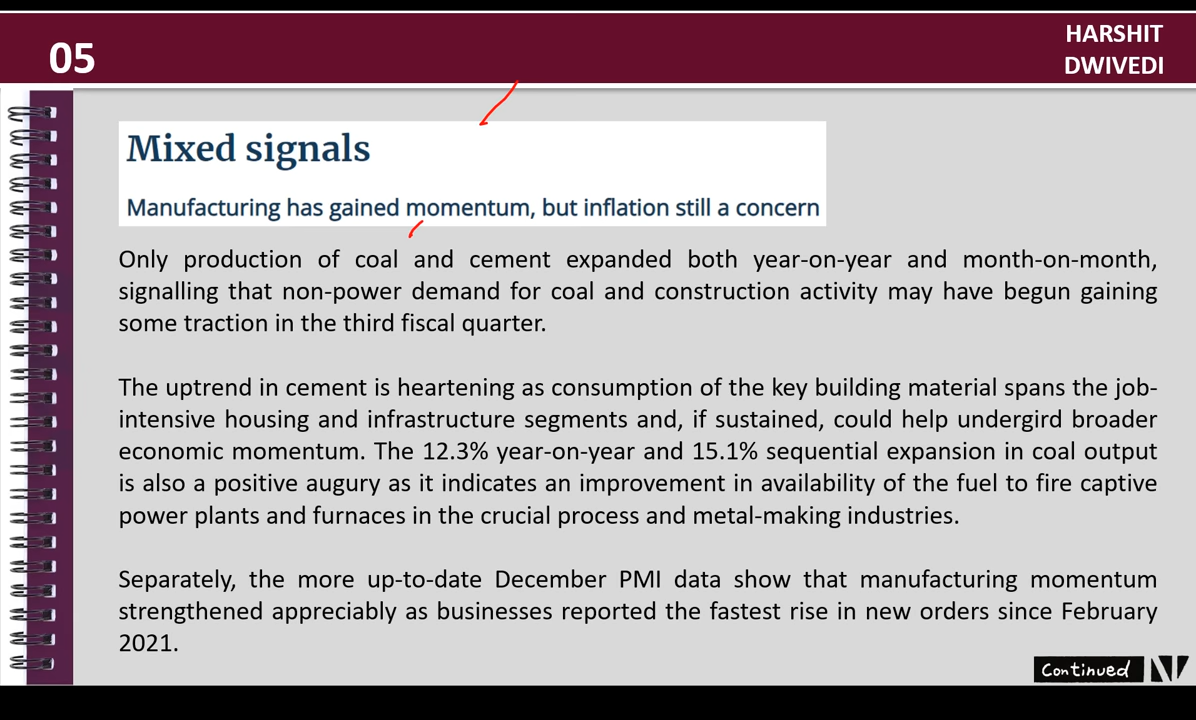 05
HARSHIT
DWIVEDI
Mixed signals
Manufacturing has gained momentum, but inflation still a concern
Only production of coal and cement expanded both year-on-year and month-on-month,
signalling that non-power demand for coal and construction activity may have begun gaining
some traction in the third fiscal quarter.
The uptrend in cement is heartening as consumption of the key building material spans the job-
intensive housing and infrastructure segments and, if sustained, could help undergird broader
economic momentum. The 12.3% year-on-year and 15.1% sequential expansion in coal output
is also a positive augury as it indicates an improvement in availability of the fuel to fire captive
power plants and furnaces in the crucial process and metal-making industries.
Separately, the more up-to-date December PMI data show that manufacturing momentum
strengthened appreciably as businesses reported the fastest rise in new orders since February
2021.
Continued